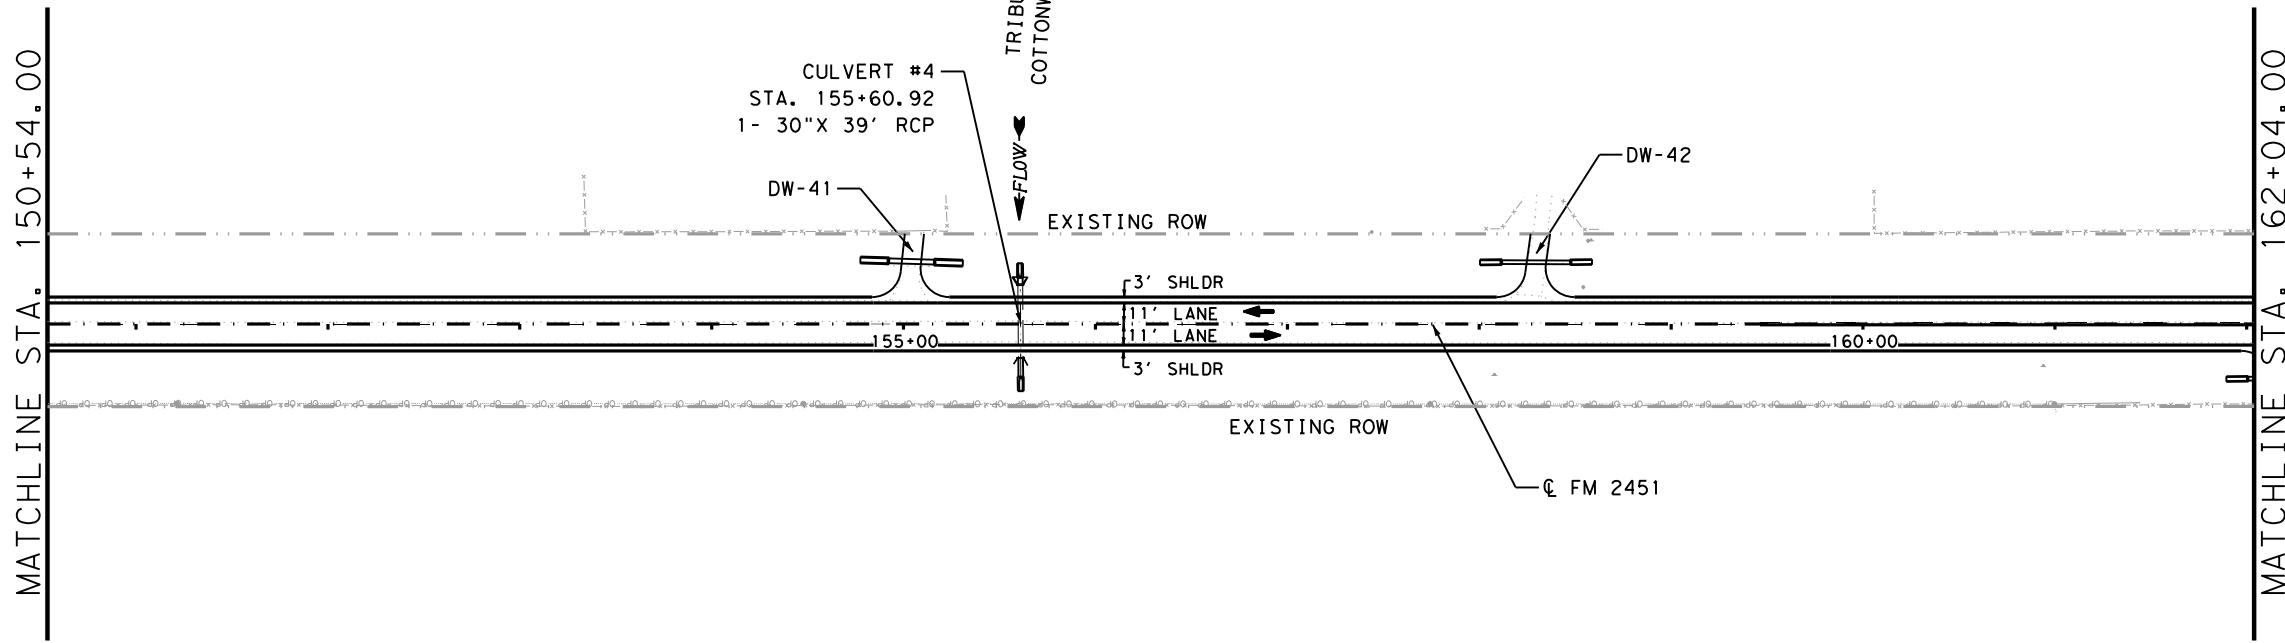 MATCHLINE STA. 150+54.00
CULVERT #4
STA. 155+60.92
1- 30"X 39' RCP
FLOW
DW-41
DW-42
EXISTING ROW
3' SHLDR
11' LANE
11' LANE
3' SHLDR
155+00
160+00
EXISTING ROW
℄ FM 2451
MATCHLINE STA. 162+04.00